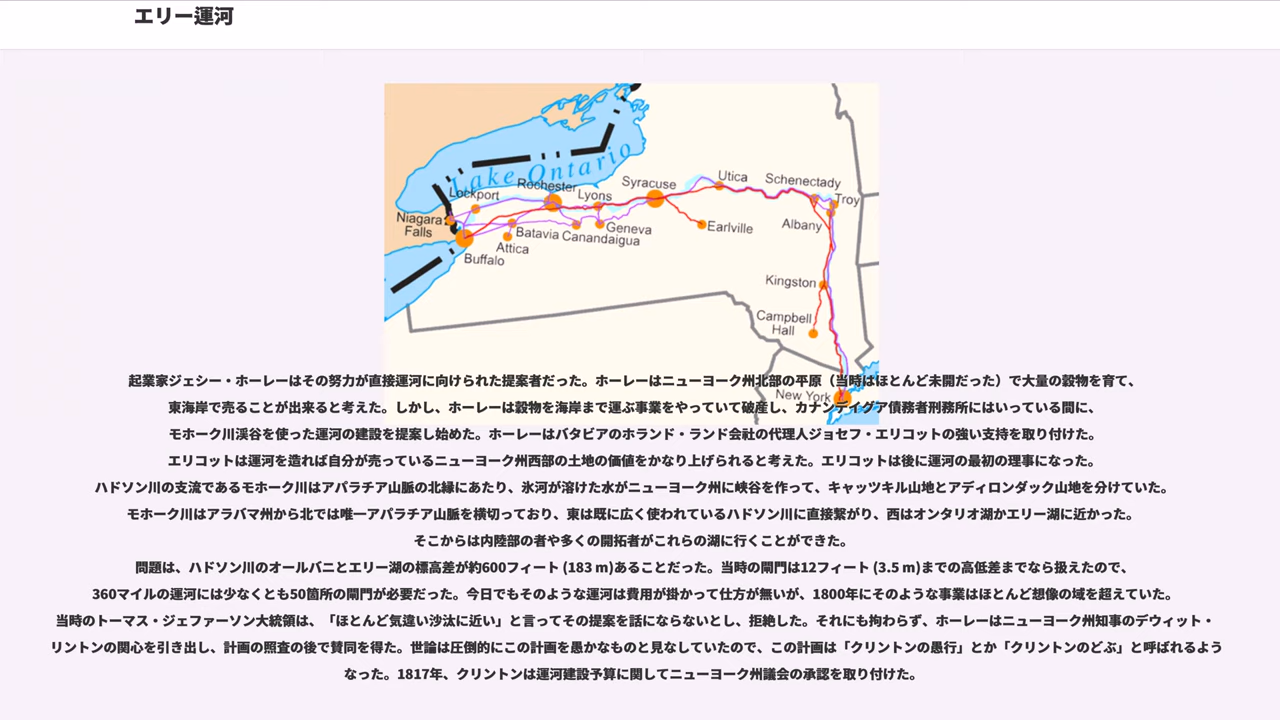 エリー運河
Lake Ontario
Lockport
Rochester
Lyons
Syracuse
Utica
Schenectady
Troy
Niagara
Falls
Buffalo
Attica
Batavia
Canandaigua
Geneva
Earlville
Albany
Kingston
Campbell
Hall
New York
起業家ジェシー・ホーレーはその努力が直接運河に向けられた提案者だった。ホーレーはニューヨーク州北部の平原（当時はほとんど未開だった）で大量の穀物を育て、
東海岸で売ることが出来ると考えた。しかし、ホーレーは穀物を海岸まで運ぶ事業をやっていて破産し、カナンデイグア債務者刑務所にはいっている間に、
モホーク川渓谷を使った運河の建設を提案し始めた。ホーレーはバタビアのホランド・ランド会社の代理人ジョセフ・エリコットの強い支持を取り付けた。
エリコットは運河を造れば自分が売っているニューヨーク州西部の土地の価値をかなり上げられると考えた。エリコットは後に運河の最初の理事になった。
ハドソン川の支流であるモホーク川はアパラチア山脈の北縁にあたり、氷河が溶けた水がニューヨーク州に峡谷を作って、キャッツキル山地とアディロンダック山地を分けていた。
モホーク川はアラバマ州から北では唯一アパラチア山脈を横切っており、東は既に広く使われているハドソン川に直接繋がり、西はオンタリオ湖かエリー湖に近かった。
そこからは内陸部の者や多くの開拓者がこれらの湖に行くことができた。
問題は、ハドソン川のオールバニとエリー湖の標高差が約600フィート (183 m)あることだった。当時の閘門は12フィート (3.5 m)までの高低差までなら扱えたので、
360マイルの運河には少なくとも50箇所の閘門が必要だった。今日でもそのような運河は費用が掛かって仕方が無いが、1800年にそのような事業はほとんど想像の域を超えていた。
当時のトーマス・ジェファーソン大統領は、「ほとんど気違い沙汰に近い」と言ってその提案を話にならないとし、拒絶した。それにも拘わらず、ホーレーはニューヨーク州知事のデウィット・
リントンの関心を引き出し、計画の照査の後で賛同を得た。世論は圧倒的にこの計画を愚かなものと見なしていたので、この計画は「クリントンの愚行」とか「クリントンのどぶ」と呼ばれるよう
なった。1817年、クリントンは運河建設予算に関してニューヨーク州議会の承認を取り付けた。